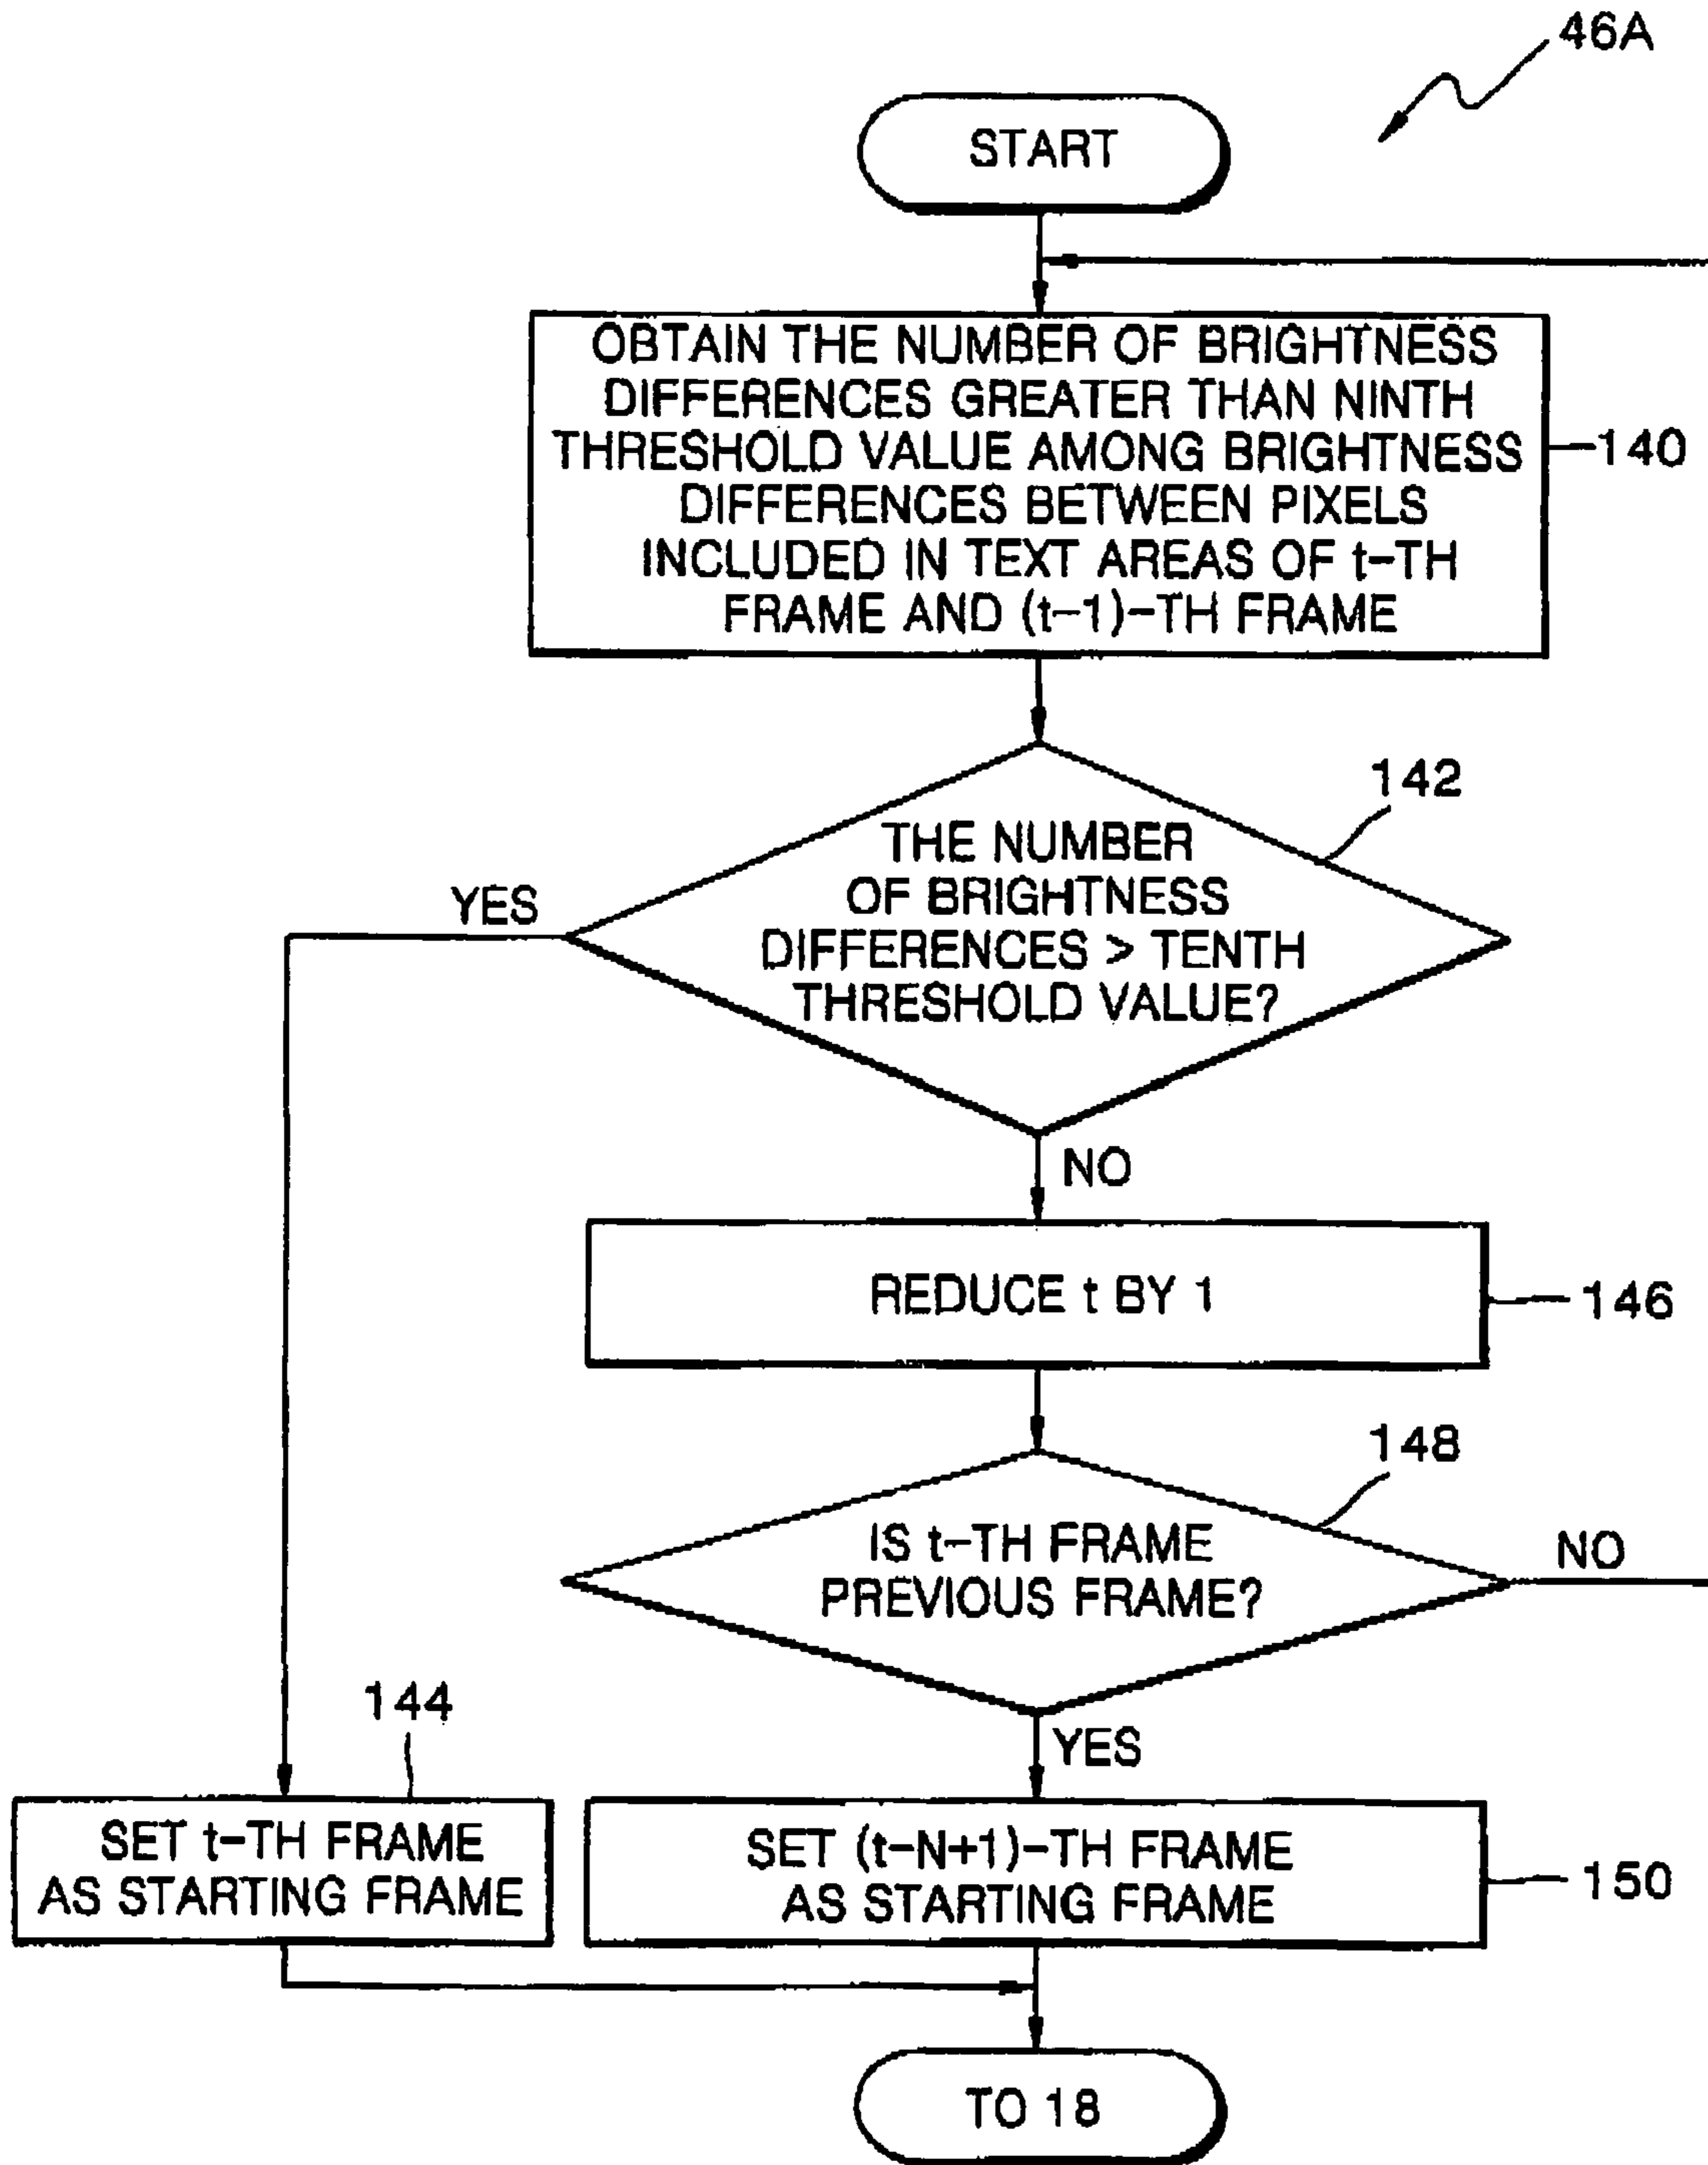 46A
START
OBTAIN THE NUMBER OF BRIGHTNESS
DIFFERENCES GREATER THAN NINTH
THRESHOLD VALUE AMONG BRIGHTNESS
DIFFERENCES BETWEEN PIXELS
INCLUDED IN TEXT AREAS OF t-TH
FRAME AND (t-1)-TH FRAME
140
142
THE NUMBER
OF BRIGHTNESS
DIFFERENCES > TENTH
THRESHOLD VALUE?
YES
NO
REDUCE t BY 1
146
148
IS t-TH FRAME
PREVIOUS FRAME?
NO
YES
144
SET t-TH FRAME
AS STARTING FRAME
SET (t-N+1)-TH FRAME
AS STARTING FRAME
150
TO 18